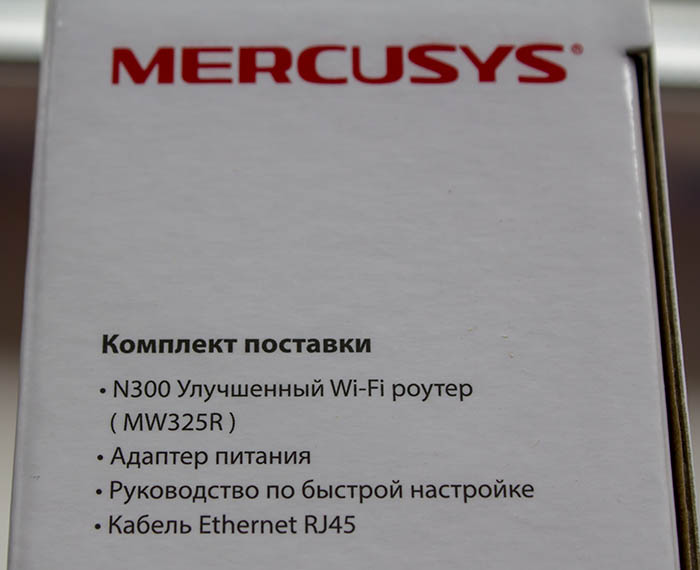 MERCUSYS®
Комплект поставки
• N300 Улучшенный Wi-Fi роутер
( MW325R )
• Адаптер питания
• Руководство по быстрой настройке
• Кабель Ethernet RJ45